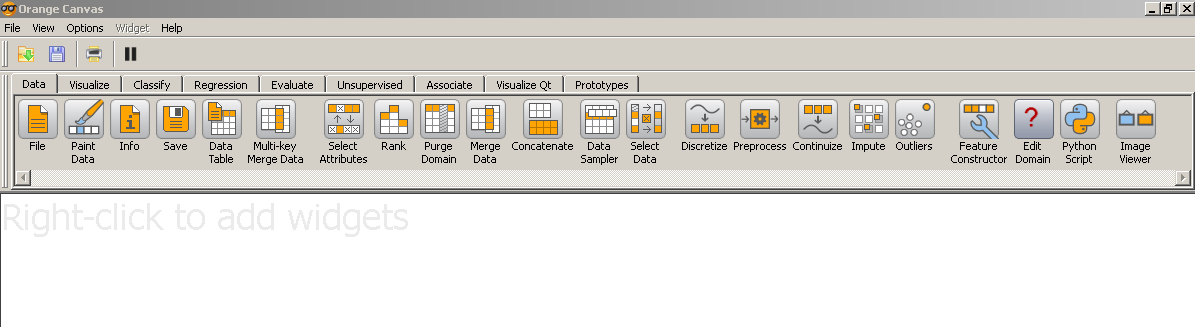 Orange Canvas
File View Options Widget Help
Data Visualize Classify Regression Evaluate Unsupervised Associate Visualize Qt Prototypes
File Paint Info Save Data Multi-key Select Rank Purge Merge Concatenate Data Select Discretize Preprocess Continuize Impute Outliers Feature Edit Python Image
Data Table Merge Data Attributes Domain Data Sampler Data Constructor Domain Script Viewer
Right-click to add widgets